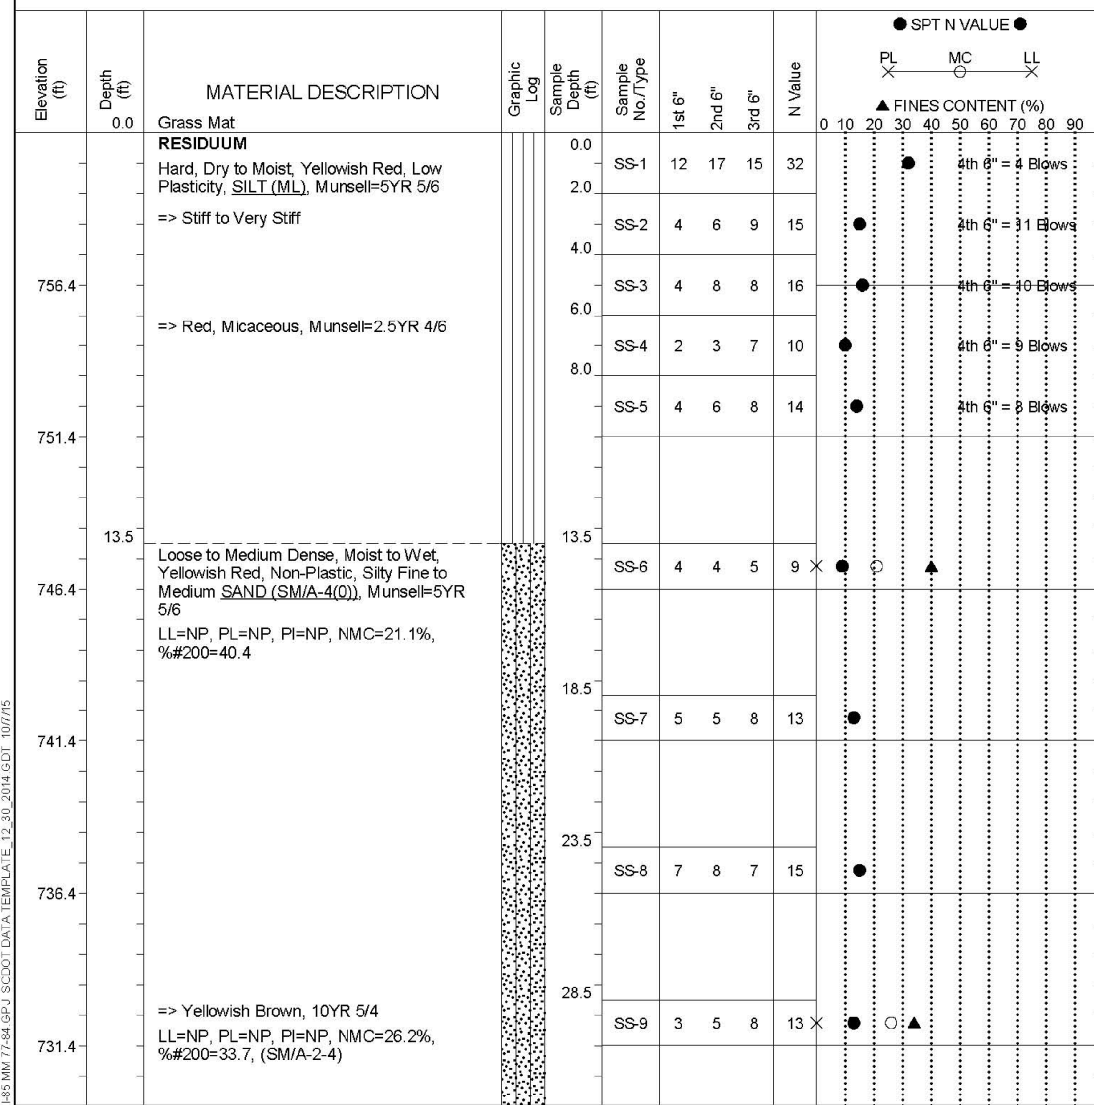 ● SPT N VALUE ●
PL MC LL
▲ FINES CONTENT (%)
0 10 20 30 40 50 60 70 80 90
Elevation (ft)
Depth (ft)
MATERIAL DESCRIPTION
Graphic Log
Sample Depth (ft)
Sample No./Type
1st 6"
2nd 6"
3rd 6"
N Value
0.0 Grass Mat
RESIDUUM
0.0
Hard, Dry to Moist, Yellowish Red, Low
Plasticity, SILT (ML), Munsell=5YR 5/6
SS-1 12 17 15 32 4th 6" = 4 Blows
2.0
=> Stiff to Very Stiff
SS-2 4 6 9 15 4th 6" = 11 Blows
4.0
756.4
SS-3 4 8 8 16 4th 6" = 10 Blows
6.0
=> Red, Micaceous, Munsell=2.5YR 4/6
SS-4 2 3 7 10 4th 6" = 9 Blows
8.0
SS-5 4 6 8 14 4th 6" = 8 Blows
751.4
13.5 13.5
Loose to Medium Dense, Moist to Wet,
Yellowish Red, Non-Plastic, Silty Fine to
Medium SAND (SM/A-4(0)), Munsell=5YR
5/6
SS-6 4 4 5 9
746.4
LL=NP, PL=NP, PI=NP, NMC=21.1%,
%#200=40.4
18.5
SS-7 5 5 8 13
741.4
23.5
SS-8 7 8 7 15
736.4
28.5
=> Yellowish Brown, 10YR 5/4
SS-9 3 5 8 13
LL=NP, PL=NP, PI=NP, NMC=26.2%,
%#200=33.7, (SM/A-2-4)
731.4
I-85 MM 77-84.GPJ SCDOT DATA TEMPLATE_12_30_2014.GDT 10/7/15